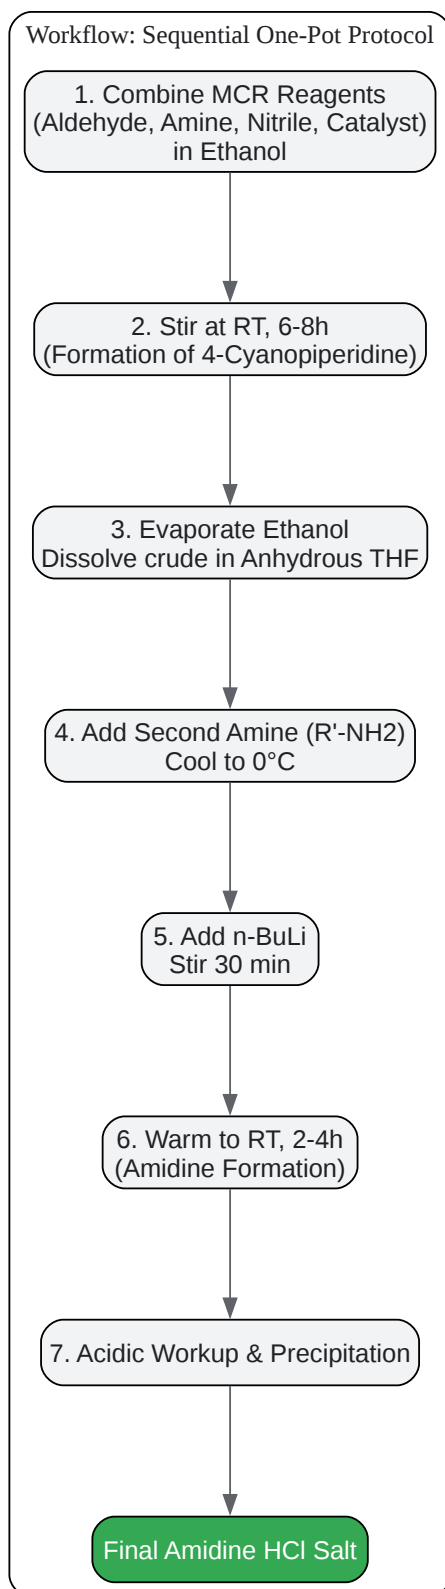 Workflow: Sequential One-Pot Protocol
1. Combine MCR Reagents
(Aldehyde, Amine, Nitrile, Catalyst)
in Ethanol
2. Stir at RT, 6-8h
(Formation of 4-Cyanopiperidine)
3. Evaporate Ethanol
Dissolve crude in Anhydrous THF
4. Add Second Amine (R'-NH2)
Cool to 0°C
5. Add n-BuLi
Stir 30 min
6. Warm to RT, 2-4h
(Amidine Formation)
7. Acidic Workup & Precipitation
Final Amidine HCl Salt